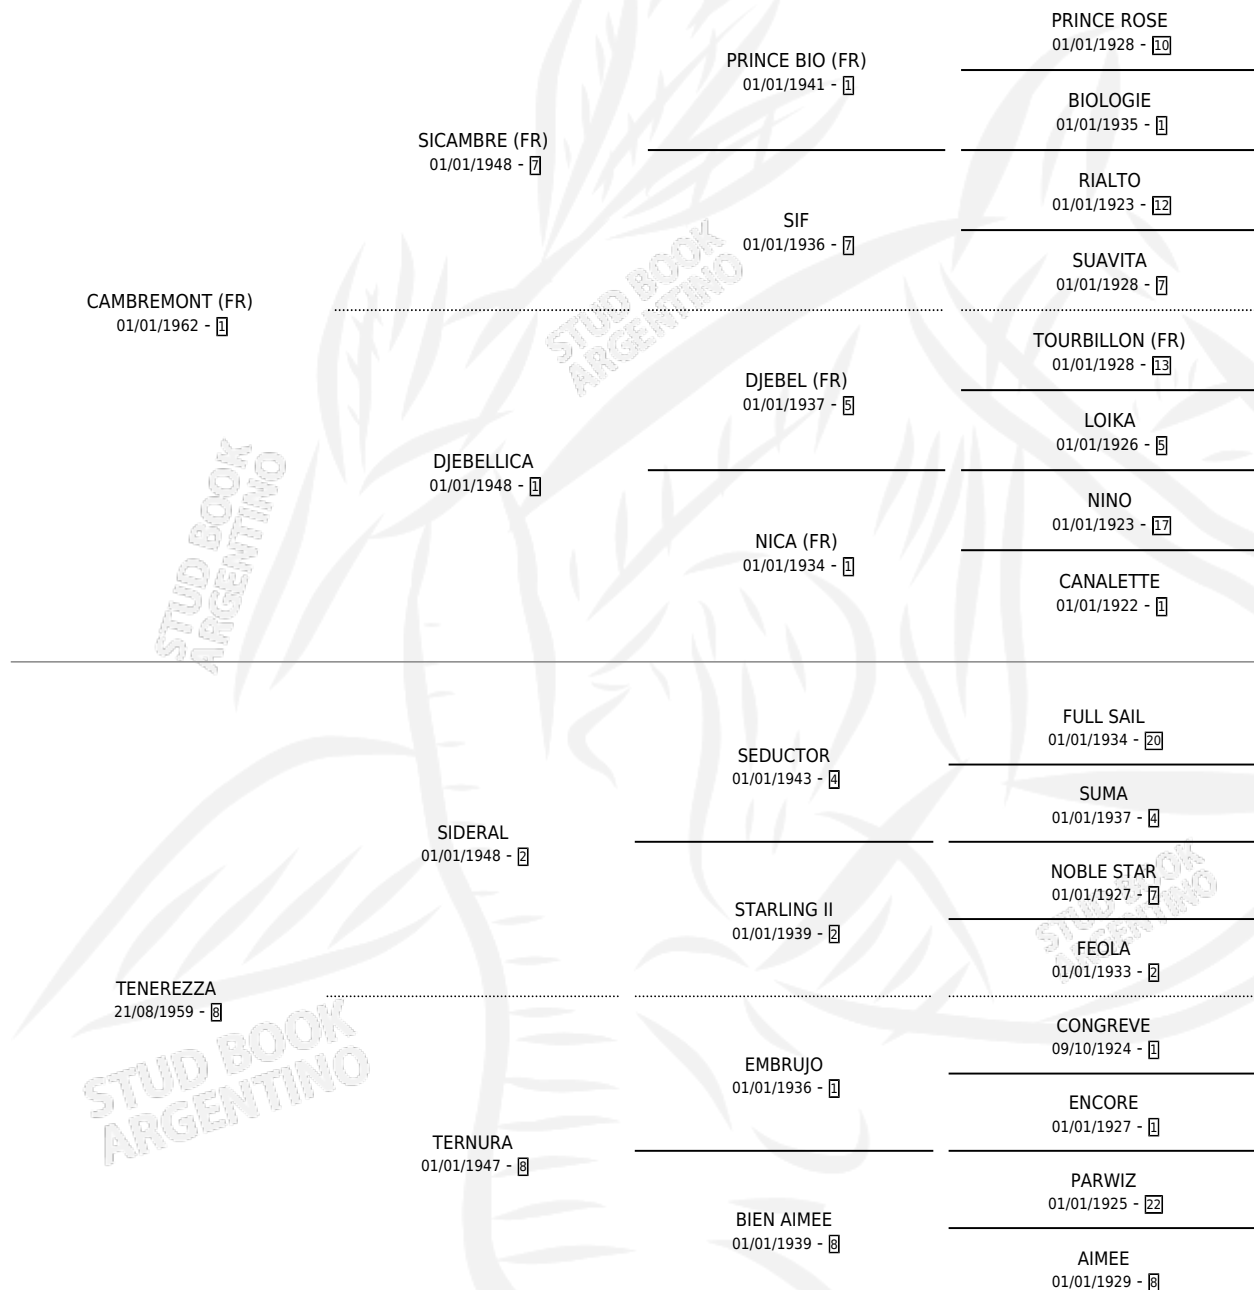 PRINCE ROSE
01/01/1928 - 10
PRINCE BIO (FR)
01/01/1941 - 1
BIOLOGIE
01/01/1935 - 1
SICAMBRE (FR)
01/01/1948 - 7
RIALTO
01/01/1923 - 12
SIF
01/01/1936 - 7
SUAVITA
01/01/1928 - 7
CAMBREMONT (FR)
01/01/1962 - 1
STUD BOOK
ARGENTINO
TOURBILLON (FR)
01/01/1928 - 13
DJEBEL (FR)
01/01/1937 - 5
LOIKA
01/01/1926 - 5
DJEBELLICA
01/01/1948 - 1
NINO
01/01/1923 - 17
NICA (FR)
01/01/1934 - 1
CANALETTE
01/01/1922 - 1
STUD BOOK
ARGENTINO
FULL SAIL
01/01/1934 - 20
SEDUCTOR
01/01/1943 - 4
SUMA
01/01/1937 - 4
SIDERAL
01/01/1948 - 2
NOBLE STAR
01/01/1927 - 7
STARLING II
01/01/1939 - 2
FEOLA
01/01/1933 - 2
STUD BOOK
ARGENTINO
TENEREZZA
21/08/1959 - 8
STUD BOOK
ARGENTINO
CONGREVE
09/10/1924 - 1
EMBRUJO
01/01/1936 - 1
ENCORE
01/01/1927 - 1
TERNURA
01/01/1947 - 8
PARWIZ
01/01/1925 - 22
BIEN AIMEE
01/01/1939 - 8
AIMEE
01/01/1929 - 8